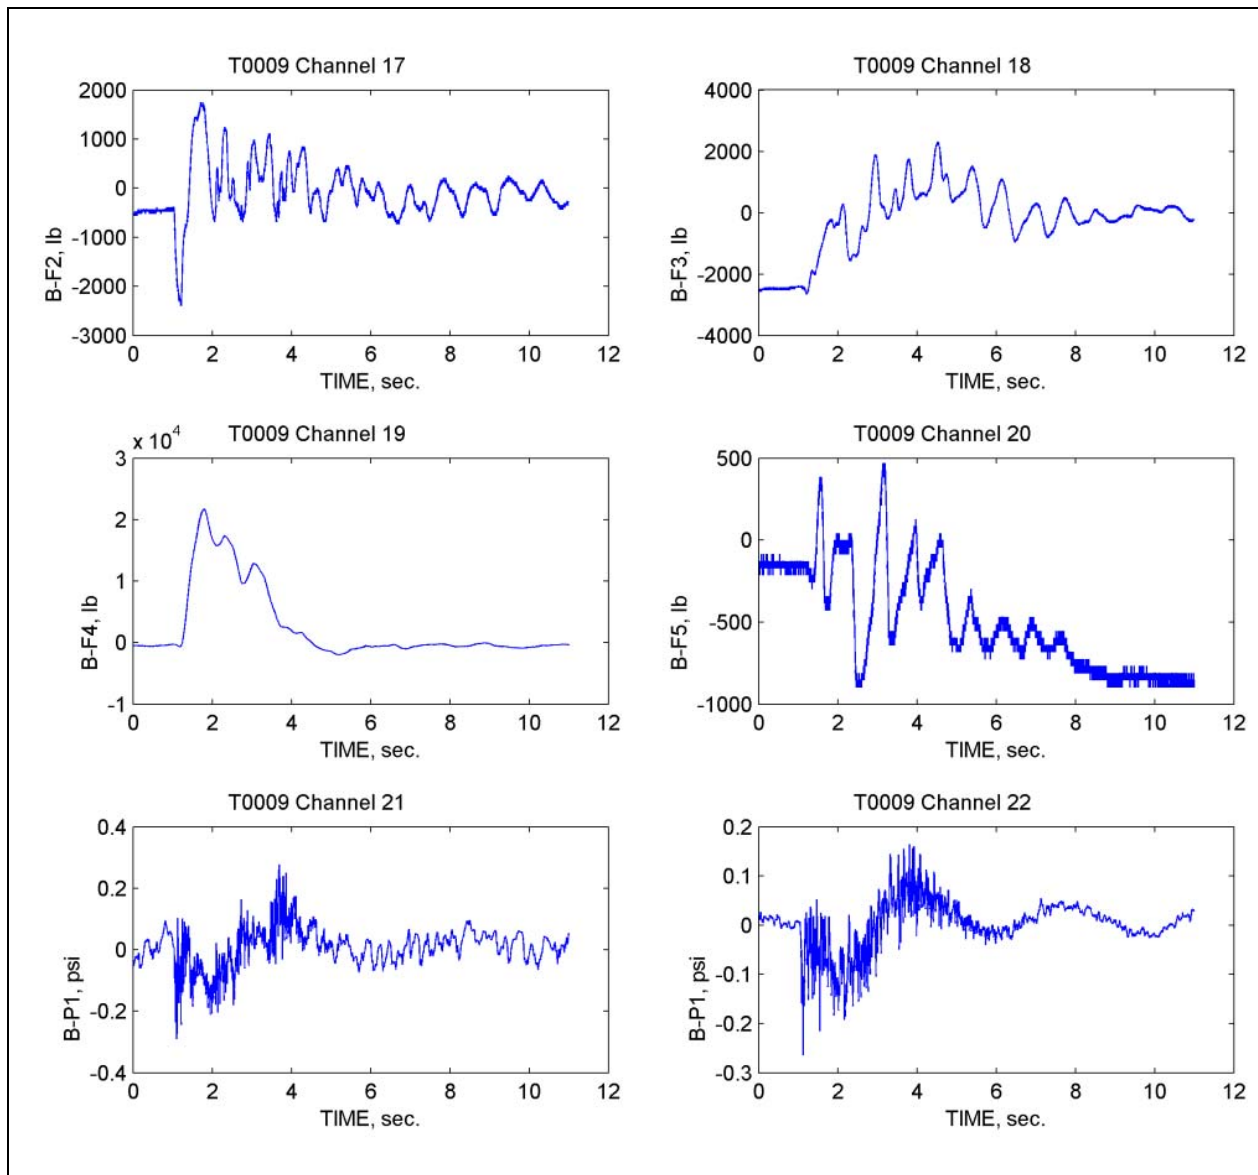 T0009 Channel 17
2000
1000
0
-1000
-2000
-3000
B-F2, lb
0 2 4 6 8 10 12
TIME, sec.
T0009 Channel 18
4000
2000
0
-2000
-4000
B-F3, lb
0 2 4 6 8 10 12
TIME, sec.
T0009 Channel 19
x 10^4
3
2
1
0
-1
B-F4, lb
0 2 4 6 8 10 12
TIME, sec.
T0009 Channel 20
500
0
-500
-1000
B-F5, lb
0 2 4 6 8 10 12
TIME, sec.
T0009 Channel 21
0.4
0.2
0
-0.2
-0.4
B-P1, psi
0 2 4 6 8 10 12
TIME, sec.
T0009 Channel 22
0.2
0.1
0
-0.1
-0.2
-0.3
B-P1, psi
0 2 4 6 8 10 12
TIME, sec.